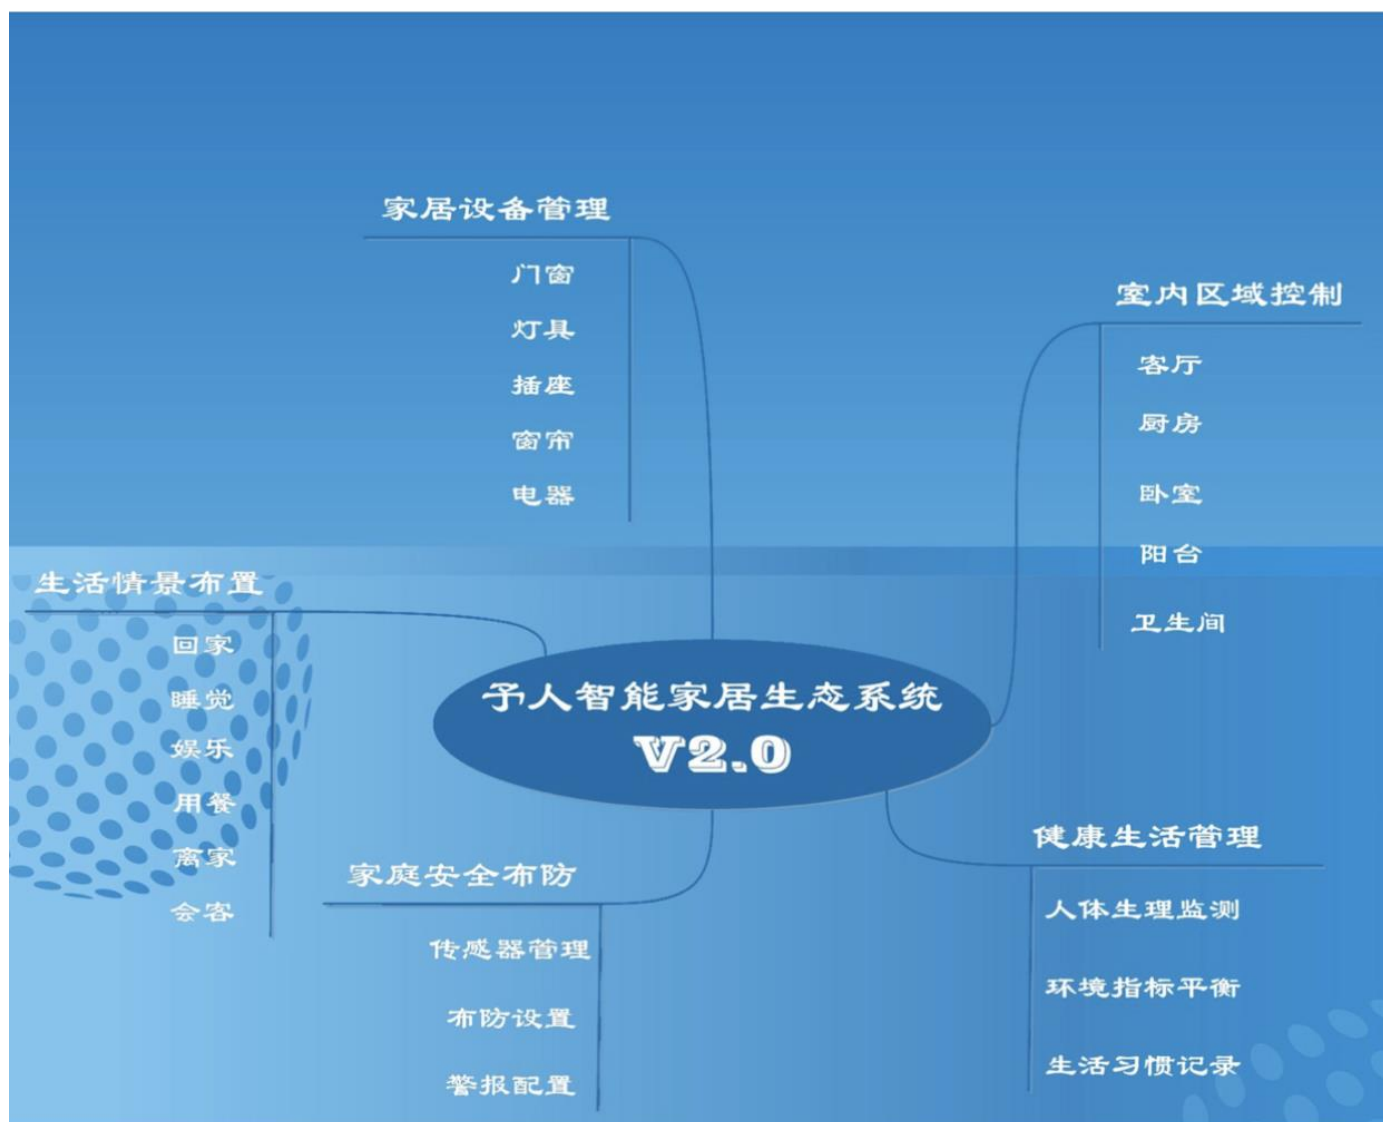 家居设备管理
门窗
灯具
插座
窗帘
电器
室内区域控制
客厅
厨房
卧室
阳台
卫生间
生活情景布置
回家
睡觉
娱乐
用餐
离家
会客
予人智能家居生态系统
V2.0
家庭安全布防
传感器管理
布防设置
警报配置
健康生活管理
人体生理监测
环境指标平衡
生活习惯记录